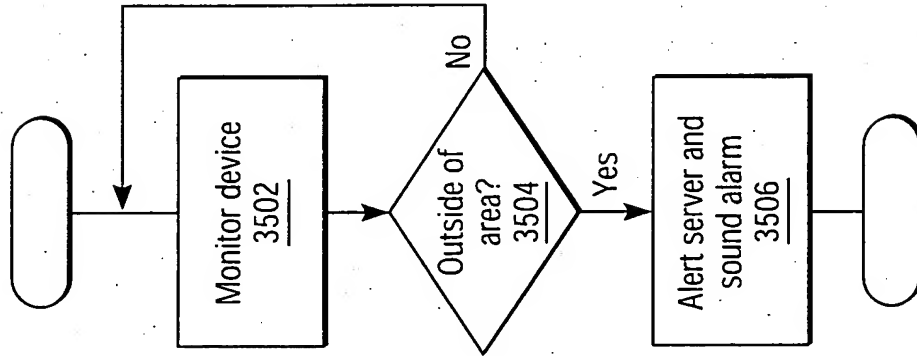 Monitor device
3502
Outside of
area?
3504
No
Yes
Alert server and
sound alarm
3506